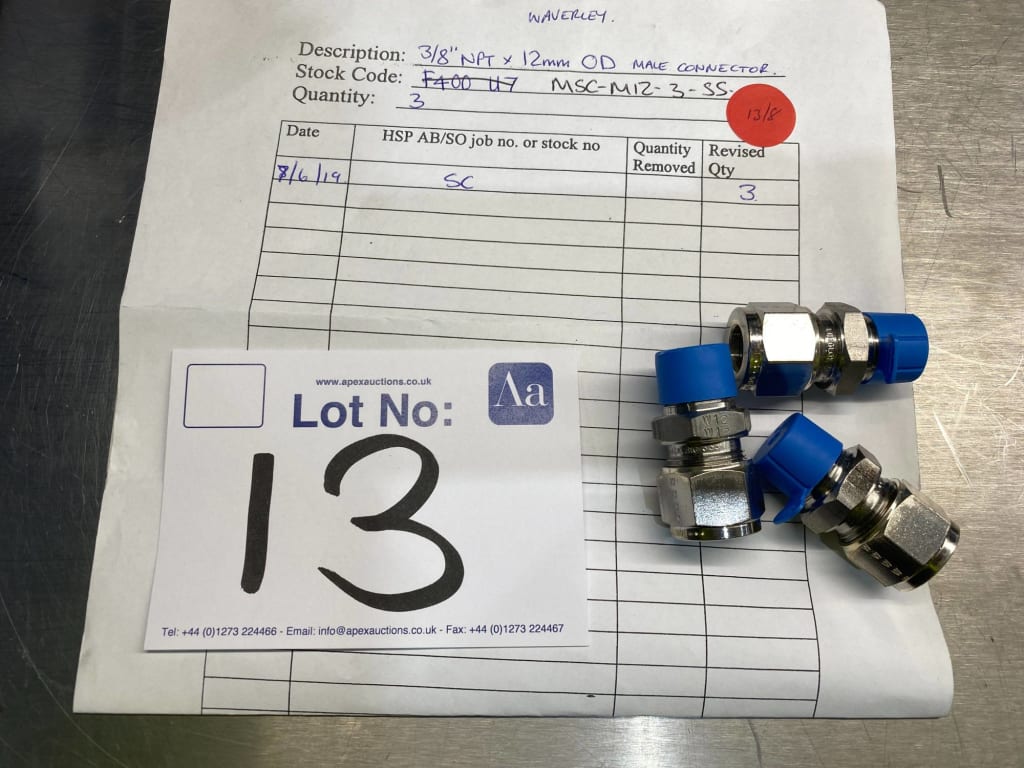 WAVERLEY.
Description: 3/8" NPT x 12mm OD MALE CONNECTOR.
Stock Code: F400 U7 MSC-M12-3-SS-
Quantity: 3
13/8
Date HSP AB/SO job no. or stock no Quantity Removed Revised Qty
8/6/19 SC 3
www.apexauctions.co.uk
Lot No:
Aa
13
Tel: +44 (0)1273 224466 - Email: info@apexauctions.co.uk - Fax: +44 (0)1273 224467